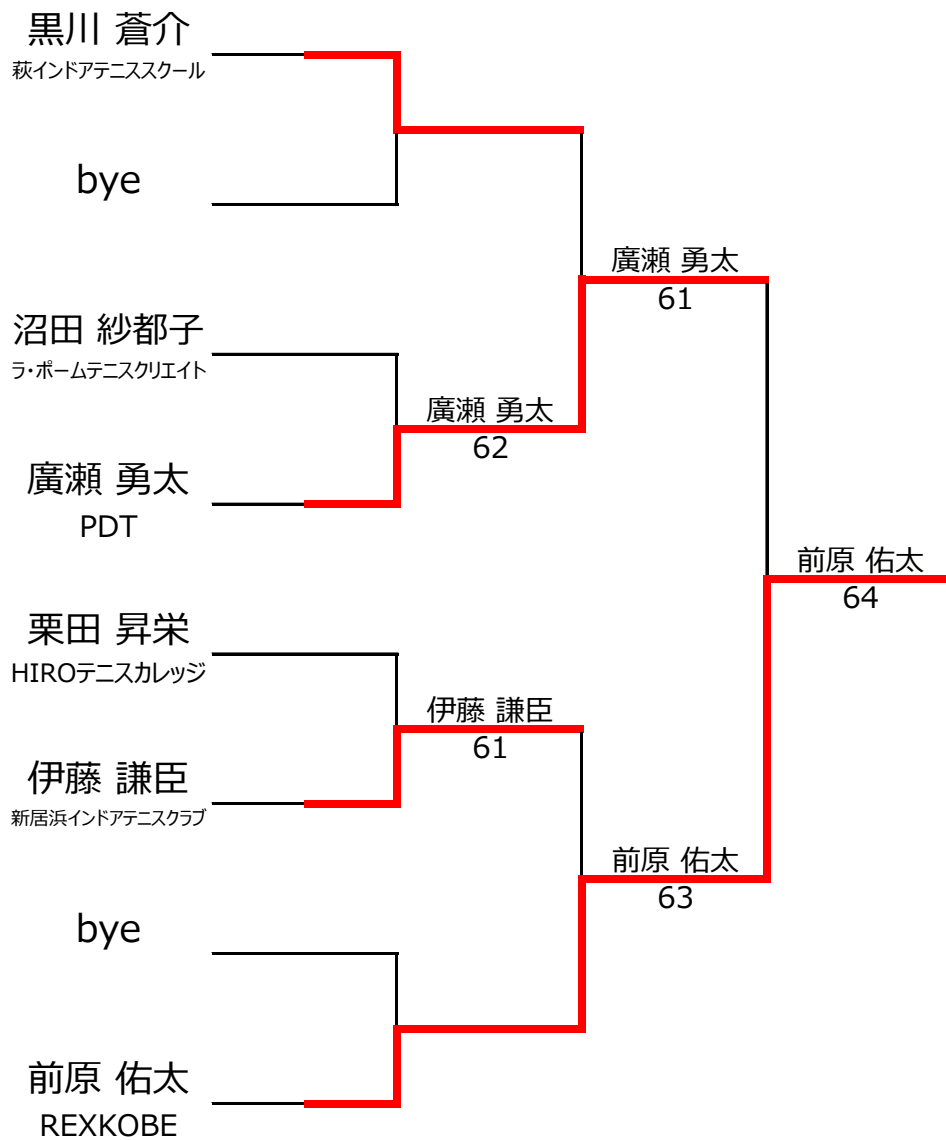 黒川 蒼介
萩インドアテニススクール
bye
沼田 紗都子
ラ・ポームテニスクリエイト
廣瀬 勇太
PDT
栗田 昇栄
HIROテニスカレッジ
伊藤 謙臣
新居浜インドアテニスクラブ
bye
前原 佑太
REXKOBE
廣瀬 勇太
62
伊藤 謙臣
61
廣瀬 勇太
61
前原 佑太
63
前原 佑太
64